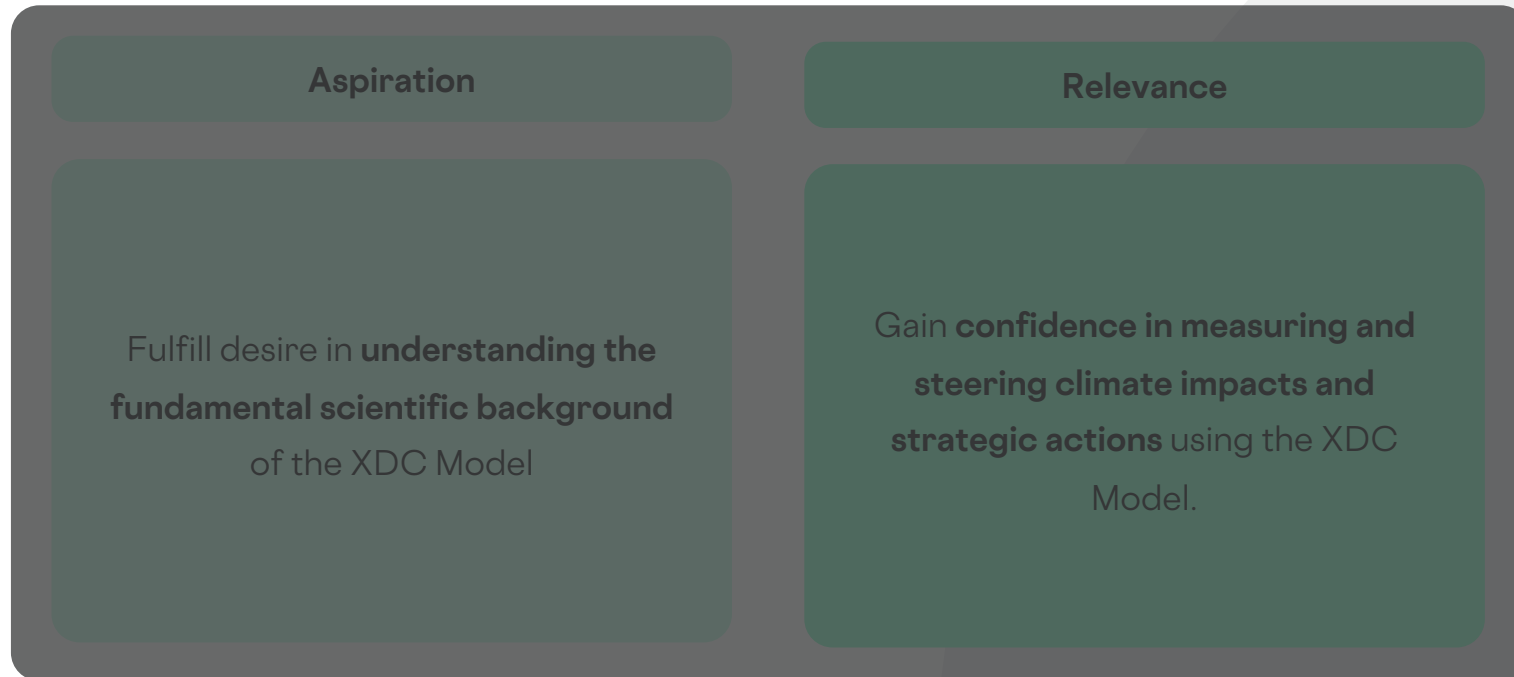 Aspiration
Fulfill desire in understanding the
fundamental scientific background
of the XDC Model
Relevance
Gain confidence in measuring and
steering climate impacts and
strategic actions using the XDC
Model.